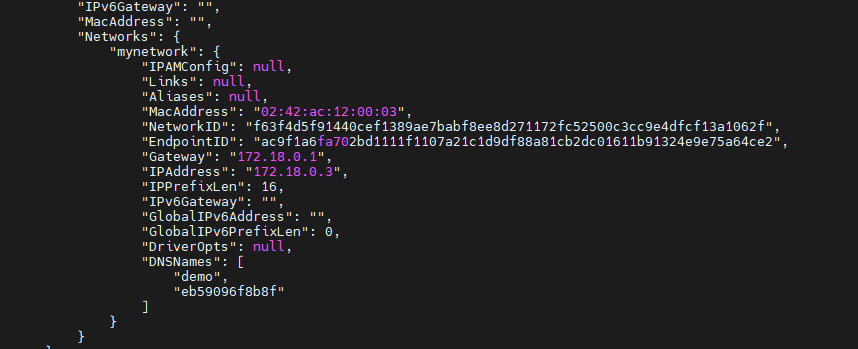 "IPv6Gateway": "",
"MacAddress": "",
"Networks": {
"mynetwork": {
"IPAMConfig": null,
"Links": null,
"Aliases": null,
"MacAddress": "02:42:ac:12:00:03",
"NetworkID": "f63f4d5f91440cef1389ae7babf8ee8d271172fc52500c3cc9e4dfcf13a1062f",
"EndpointID": "ac9f1a6fa702bd1111f1107a21c1d9df88a81cb2dc01611b91324e9e75a64ce2",
"Gateway": "172.18.0.1",
"IPAddress": "172.18.0.3",
"IPPrefixLen": 16,
"IPv6Gateway": "",
"GlobalIPv6Address": "",
"GlobalIPv6PrefixLen": 0,
"DriverOpts": null,
"DNSNames": [
"demo",
"eb59096f8b8f"
]
}
}
}